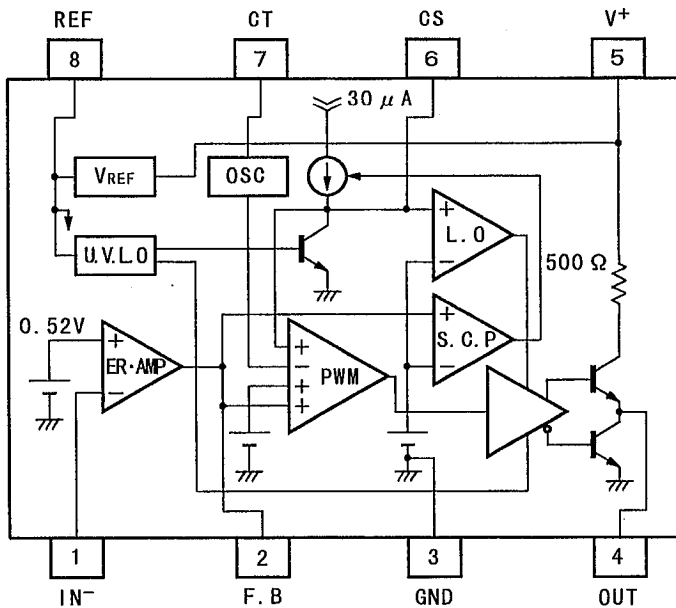 REF CT CS V+
8 7 6 5
30 μA
VREF OSC
+ L.O
U.V.L.O
− 500 Ω
0.52V + S.C.P
+ ER·AMP + PWM −
− − +
+
1 2 3 4
IN− F.B GND OUT